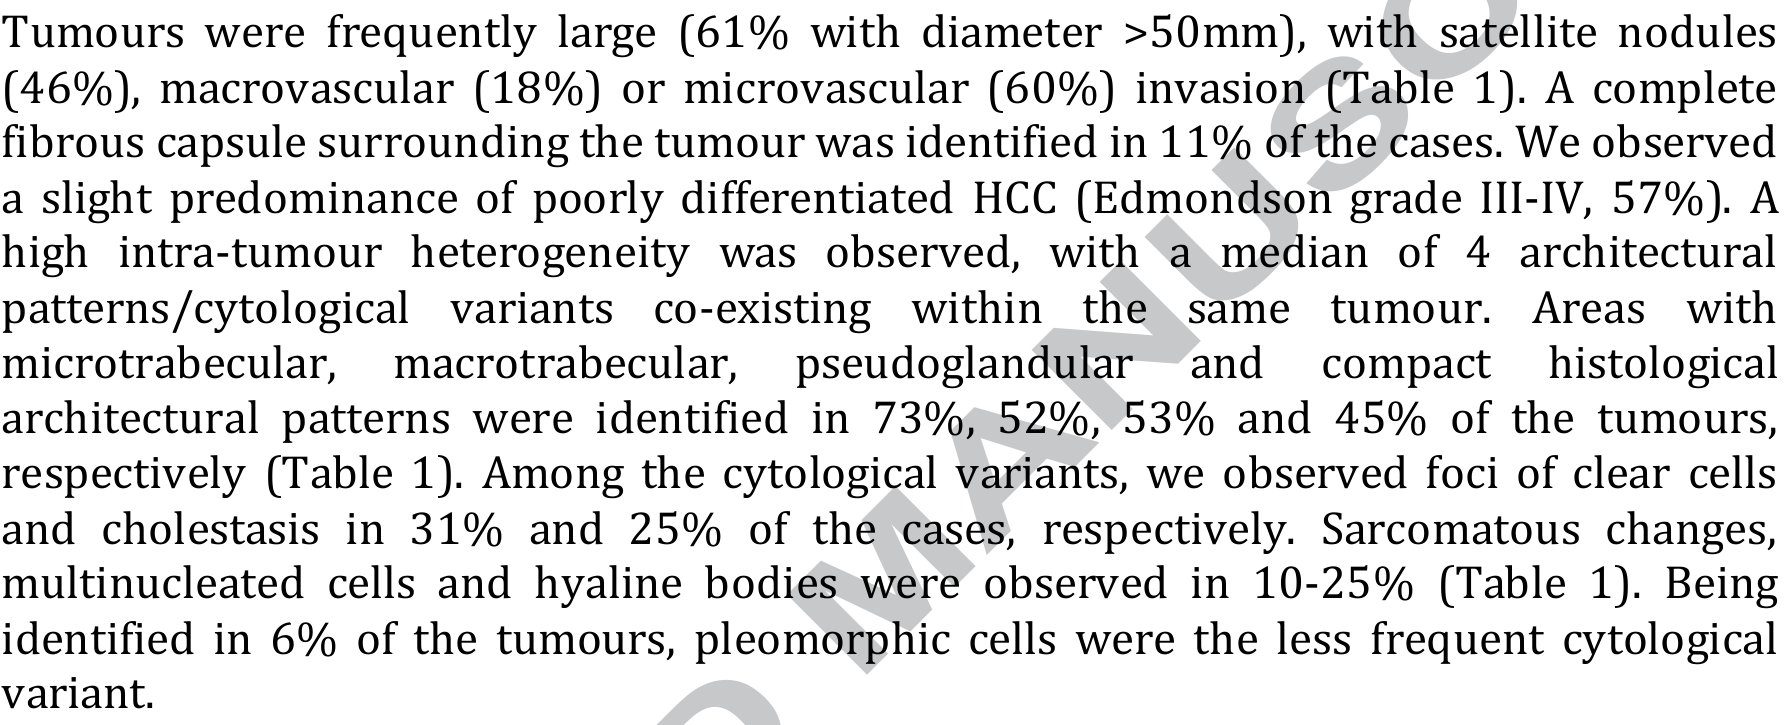 Tumours were frequently large (61% with diameter >50mm), with satellite nodules
(46%), macrovascular (18%) or microvascular (60%) invasion (Table 1). A complete
fibrous capsule surrounding the tumour was identified in 11% of the cases. We observed
a slight predominance of poorly differentiated HCC (Edmondson grade III-IV, 57%). A
high intra-tumour heterogeneity was observed, with a median of 4 architectural
patterns/cytological variants co-existing within the same tumour. Areas with
microtrabecular, macrotrabecular, pseudoglandular and compact histological
architectural patterns were identified in 73%, 52%, 53% and 45% of the tumours,
respectively (Table 1). Among the cytological variants, we observed foci of clear cells
and cholestasis in 31% and 25% of the cases, respectively. Sarcomatous changes,
multinucleated cells and hyaline bodies were observed in 10-25% (Table 1). Being
identified in 6% of the tumours, pleomorphic cells were the less frequent cytological
variant.